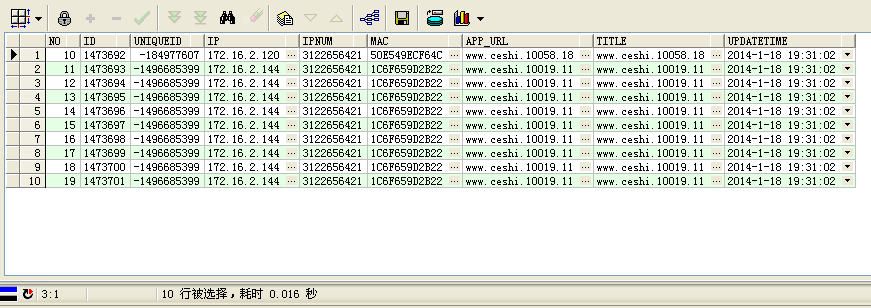 NO ID UNIQUEID IP IPNUM MAC APP_URL TITLE UPDATETIME
1 10 1473692 -184977607 172.16.2.120 ... 3122656421 50E549ECF64C ... www.ceshi.10058.18 ... www.ceshi.10058.18 ... 2014-1-18 19:31:02
2 11 1473693 -1496685399 172.16.2.144 ... 3122656421 1C6F659D2B22 ... www.ceshi.10019.11 ... www.ceshi.10019.11 ... 2014-1-18 19:31:02
3 12 1473694 -1496685399 172.16.2.144 ... 3122656421 1C6F659D2B22 ... www.ceshi.10019.11 ... www.ceshi.10019.11 ... 2014-1-18 19:31:02
4 13 1473695 -1496685399 172.16.2.144 ... 3122656421 1C6F659D2B22 ... www.ceshi.10019.11 ... www.ceshi.10019.11 ... 2014-1-18 19:31:02
5 14 1473696 -1496685399 172.16.2.144 ... 3122656421 1C6F659D2B22 ... www.ceshi.10019.11 ... www.ceshi.10019.11 ... 2014-1-18 19:31:02
6 15 1473697 -1496685399 172.16.2.144 ... 3122656421 1C6F659D2B22 ... www.ceshi.10019.11 ... www.ceshi.10019.11 ... 2014-1-18 19:31:02
7 16 1473698 -1496685399 172.16.2.144 ... 3122656421 1C6F659D2B22 ... www.ceshi.10019.11 ... www.ceshi.10019.11 ... 2014-1-18 19:31:02
8 17 1473699 -1496685399 172.16.2.144 ... 3122656421 1C6F659D2B22 ... www.ceshi.10019.11 ... www.ceshi.10019.11 ... 2014-1-18 19:31:02
9 18 1473700 -1496685399 172.16.2.144 ... 3122656421 1C6F659D2B22 ... www.ceshi.10019.11 ... www.ceshi.10019.11 ... 2014-1-18 19:31:02
10 19 1473701 -1496685399 172.16.2.144 ... 3122656421 1C6F659D2B22 ... www.ceshi.10019.11 ... www.ceshi.10019.11 ... 2014-1-18 19:31:02
3:1 10 行被选择，耗时 0.016 秒